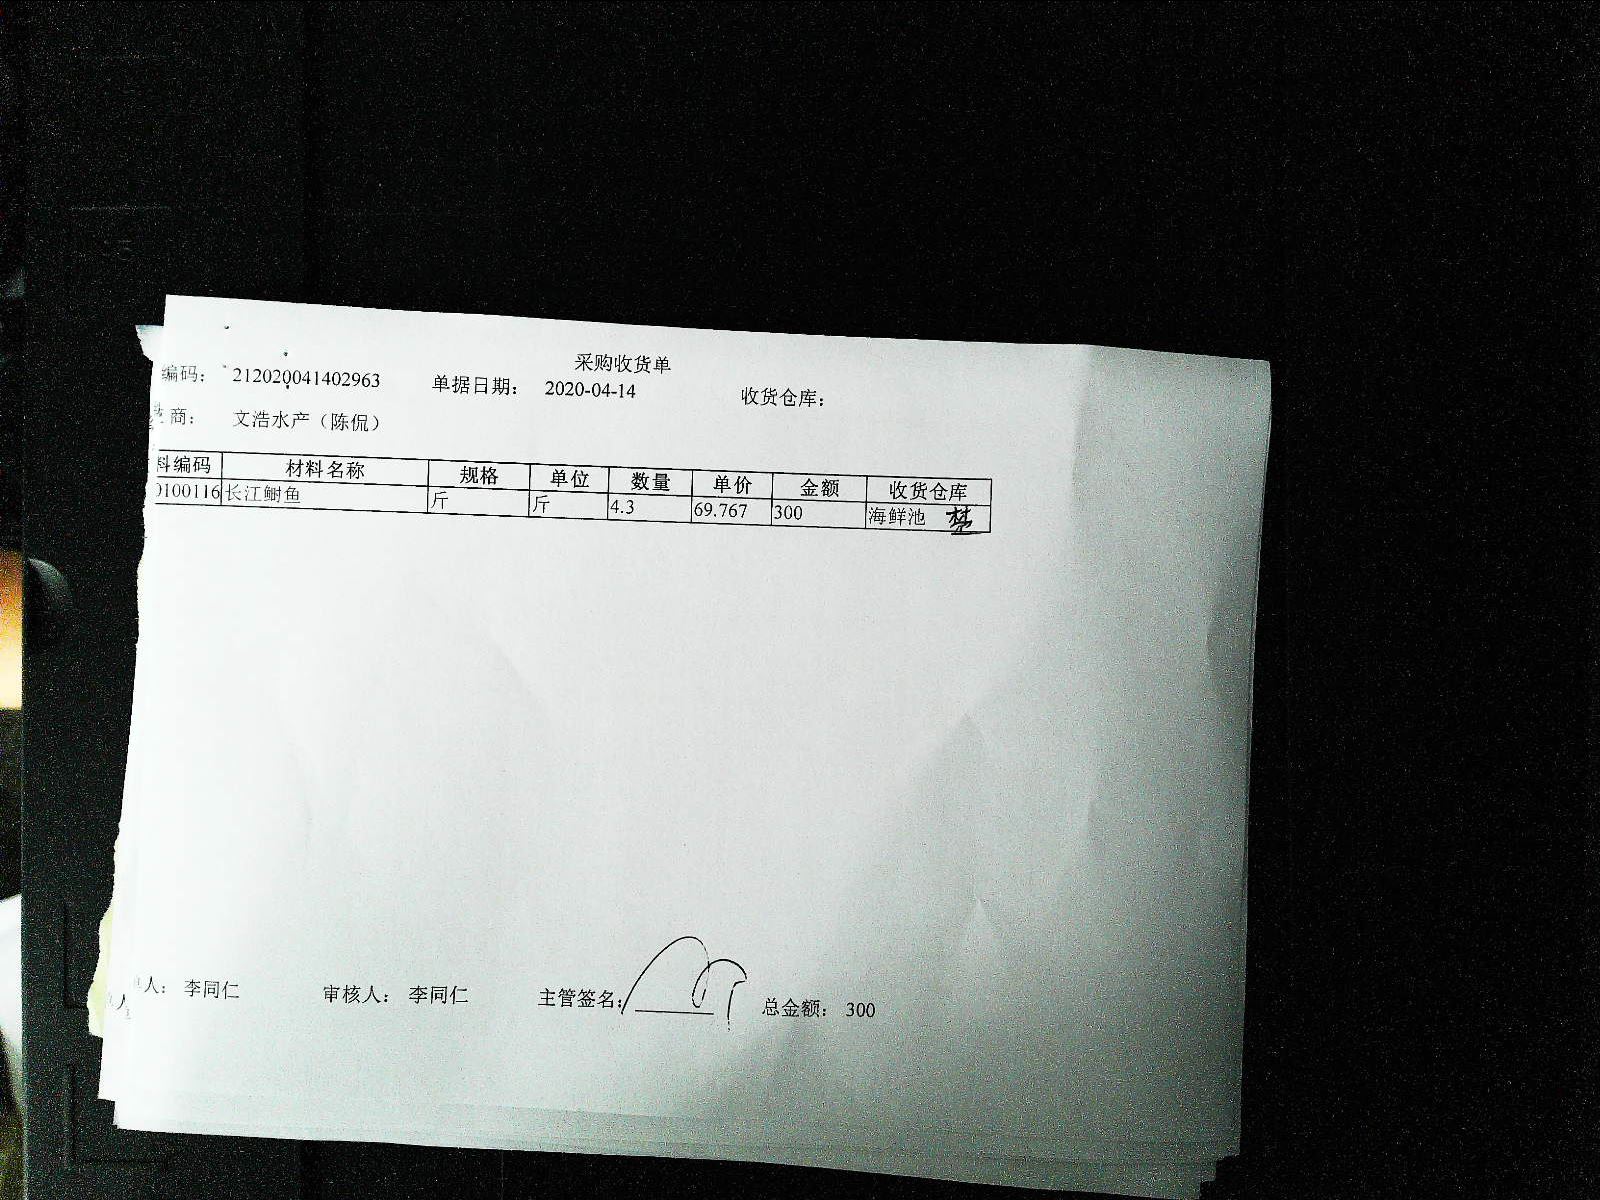 采购收货单
编码： 212020041402963 单据日期： 2020-04-14 收货仓库：
商： 文浩水产（陈侃）
料编码 材料名称 规格 单位 数量 单价 金额 收货仓库
0100116 长江鲥鱼 斤 斤 4.3 69.767 300 海鲜池
人： 李同仁 审核人： 李同仁 主管签名： 总金额： 300